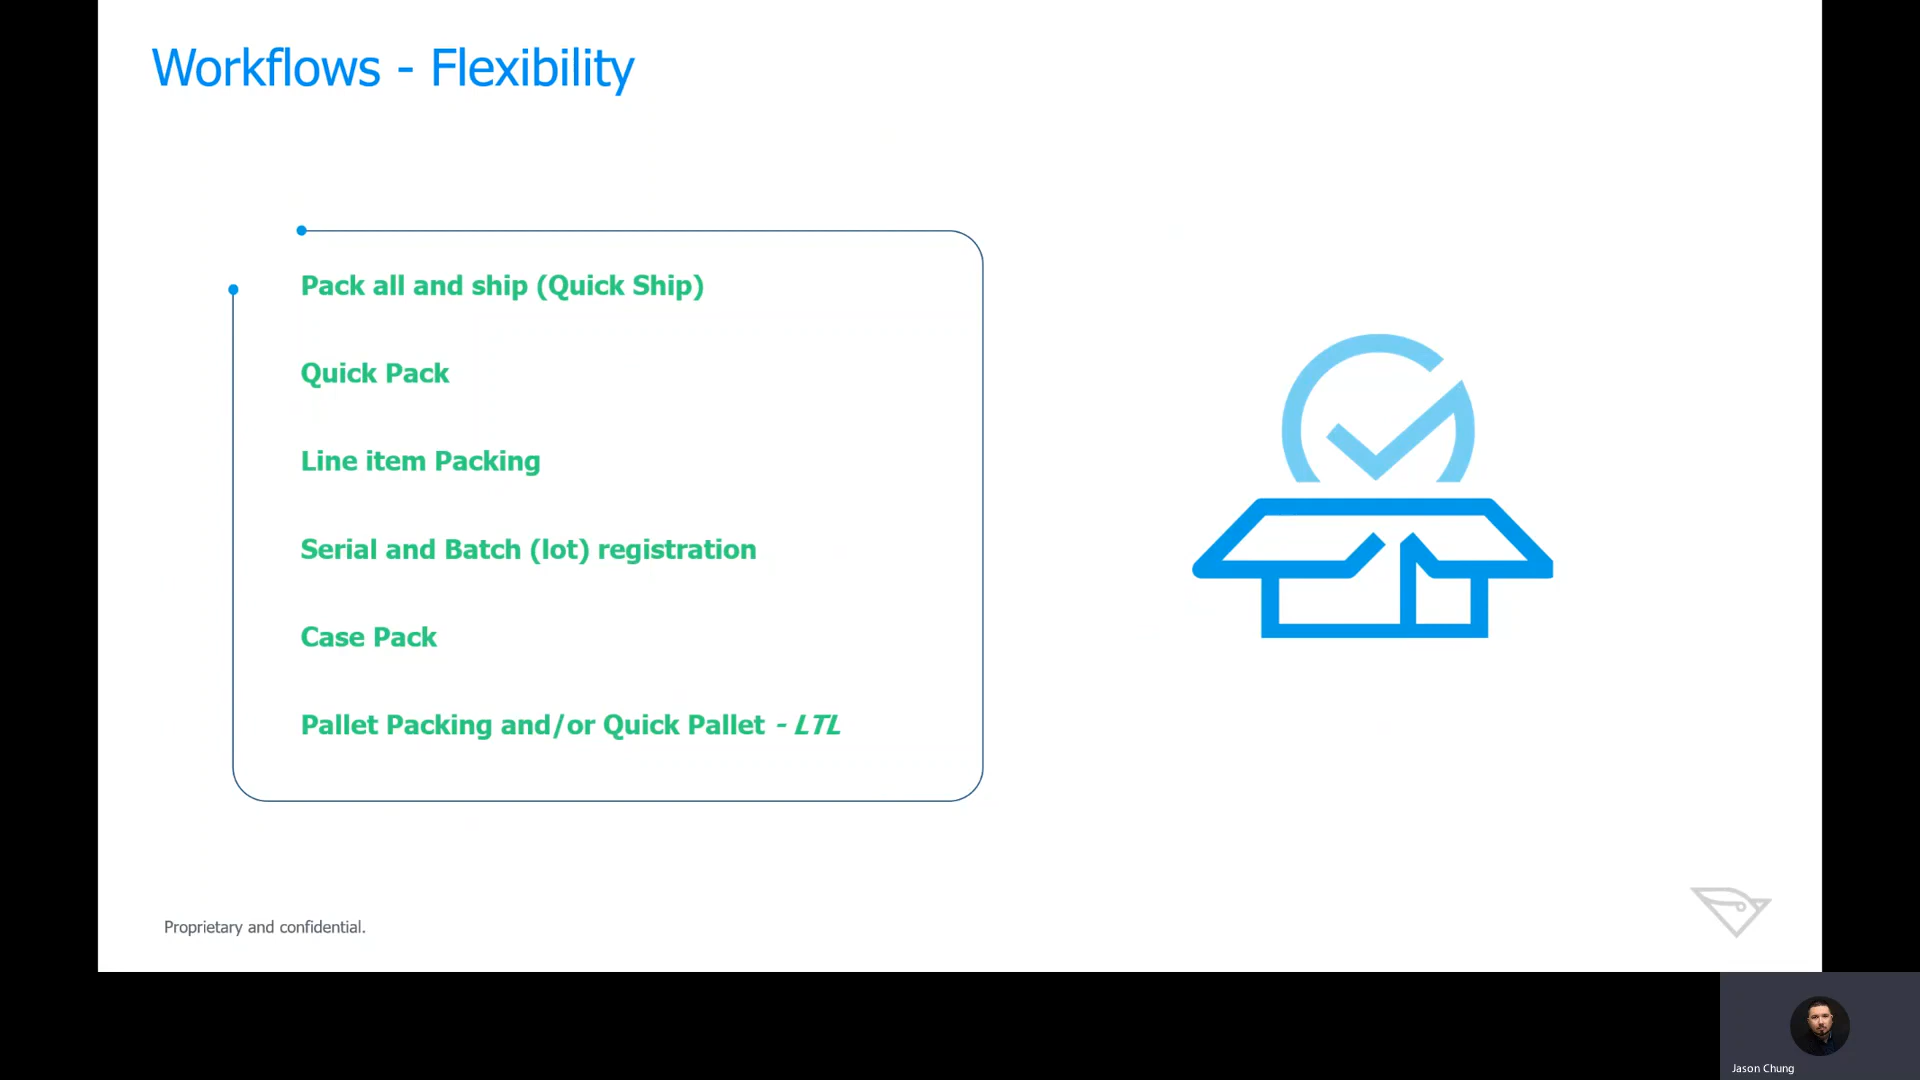 Workflows - Flexibility
Pack all and ship (Quick Ship)
Quick Pack
Line item Packing
Serial and Batch (lot) registration
Case Pack
Pallet Packing and/or Quick Pallet - LTL
Proprietary and confidential.
Jason Chung